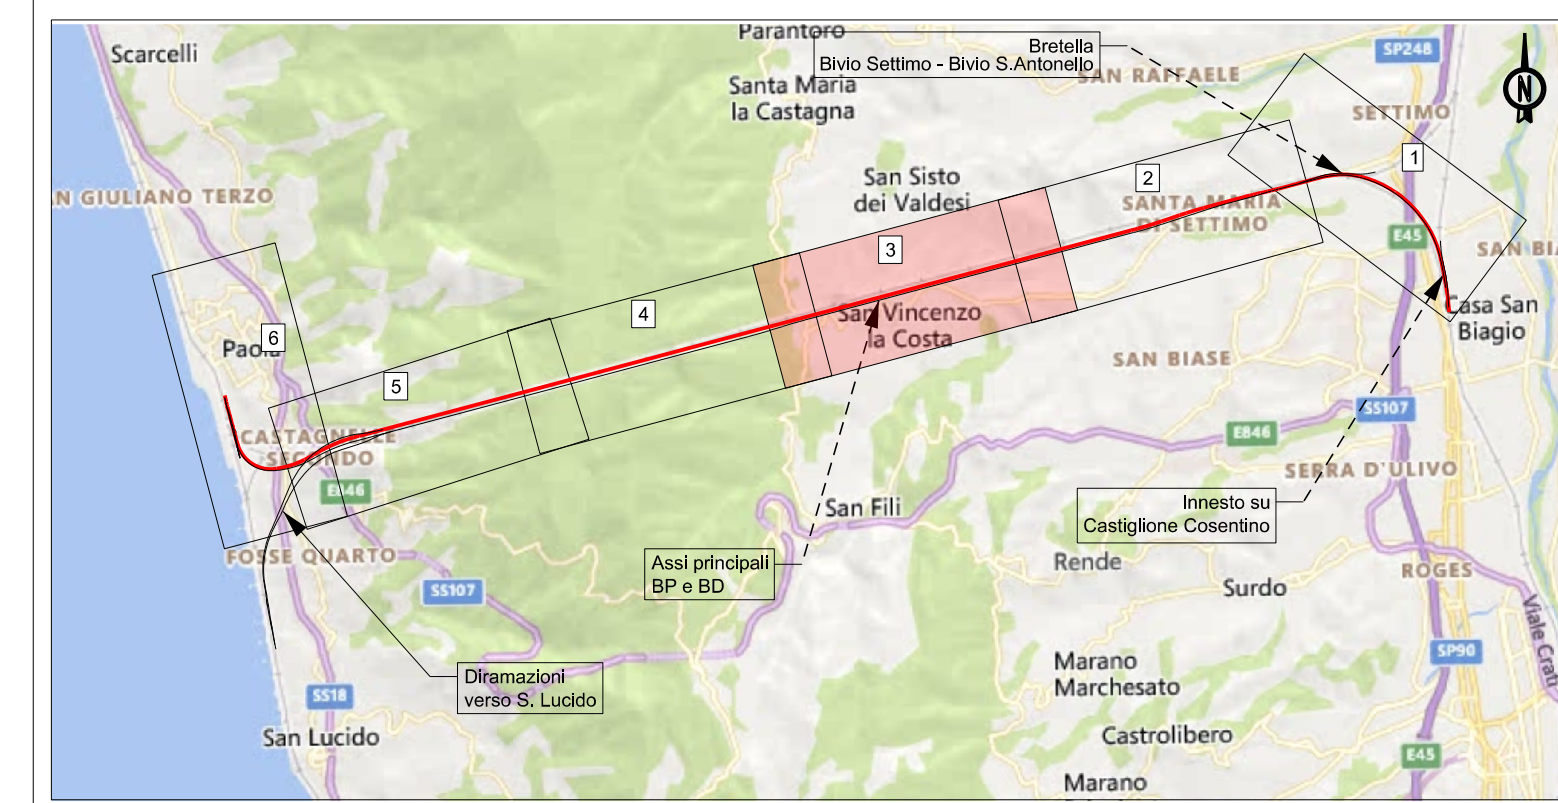 Parantoro
Scarcelli
Bretella
Bivio Settimo - Bivio S.Antonello
SP248
SAN RAFFAELE
Santa Maria
la Castagna
N
SETTIMO
1
San Sisto
dei Valdesi
2
AN GIULIANO TERZO
SANTA MARIA
DI SETTIMO
3
E45
SAN BIA
4
San Vincenzo
la Costa
Casa San
Biagio
6
Paola
SAN BIASE
5
SS107
CASTAGNELLE
SECONDO
E846
SERRA D'ULIVO
E846
San Fili
Innesto su
Castiglione Cosentino
FOSSE QUARTO
Assi principali
BP e BD
Rende
ROGES
SS107
Surdo
Viale Crati
Diramazioni
verso S. Lucido
SP90
Marano
Marchesato
SS18
San Lucido
Castrolibero
E45
Marano